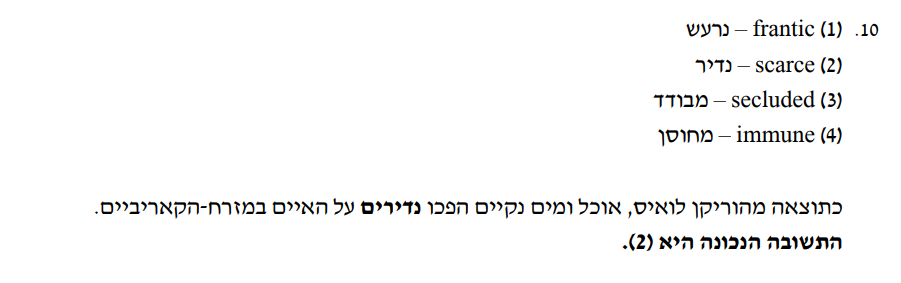 10. (1) frantic – נרעש
(2) scarce – נדיר
(3) secluded – מבודד
(4) immune – מחוסן
כתוצאה מהוריקן לואיס, אוכל ומים נקיים הפכו נדירים על האיים במזרח-הקאריביים.
התשובה הנכונה היא (2).